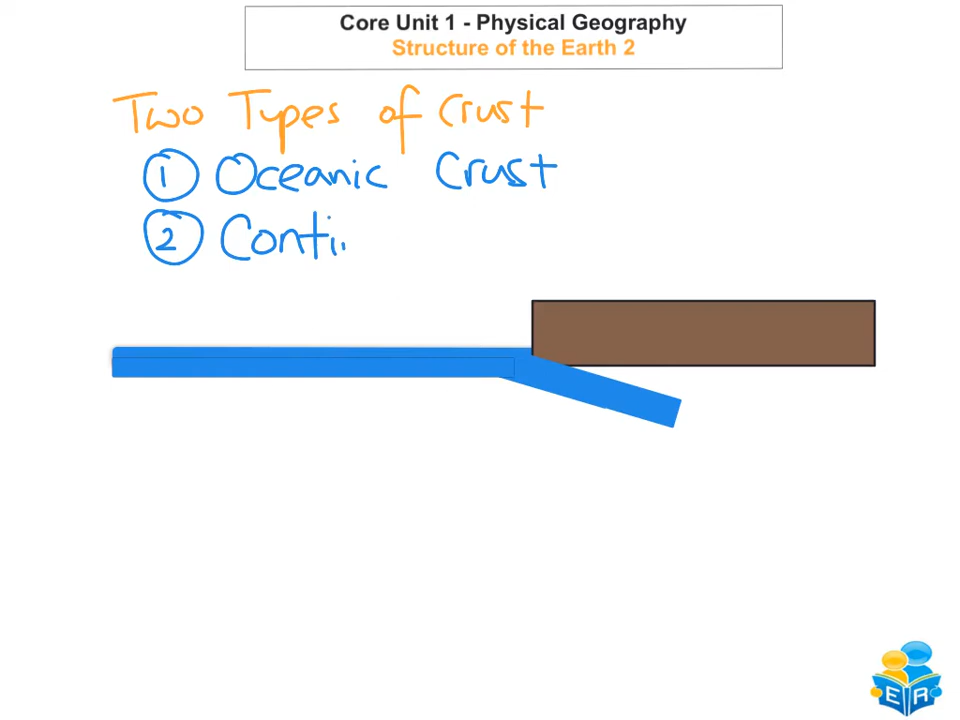 Core Unit 1 - Physical Geography
Structure of the Earth 2
Two Types of Crust
1 Oceanic Crust
2 Conti
E R